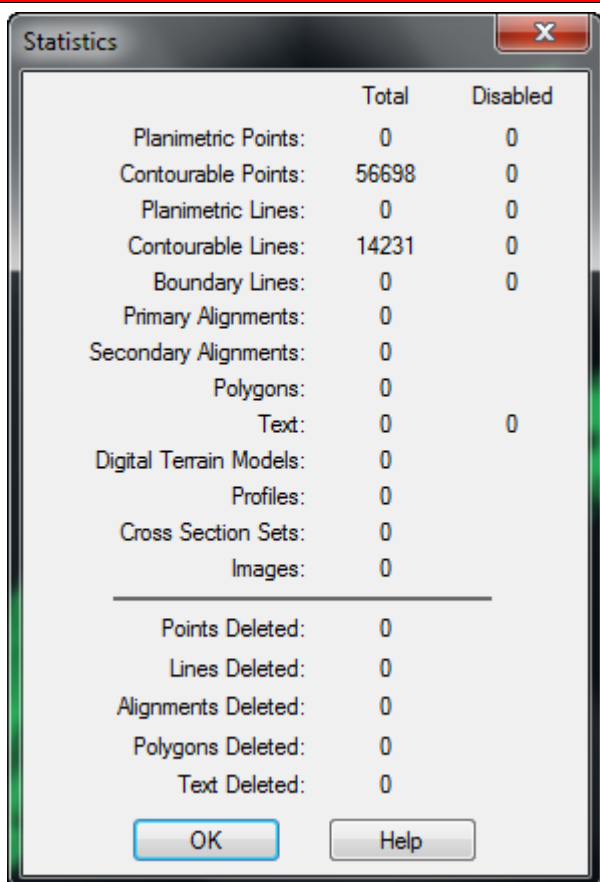 Statistics
Total Disabled
Planimetric Points: 0 0
Contourable Points: 56698 0
Planimetric Lines: 0 0
Contourable Lines: 14231 0
Boundary Lines: 0 0
Primary Alignments: 0
Secondary Alignments: 0
Polygons: 0
Text: 0 0
Digital Terrain Models: 0
Profiles: 0
Cross Section Sets: 0
Images: 0
Points Deleted: 0
Lines Deleted: 0
Alignments Deleted: 0
Polygons Deleted: 0
Text Deleted: 0
OK Help